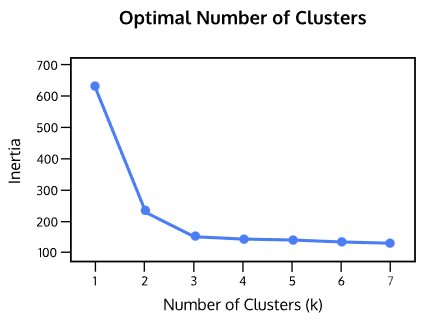 Optimal Number of Clusters
700
600
500
400
300
200
100
Inertia
1 2 3 4 5 6 7
Number of Clusters (k)